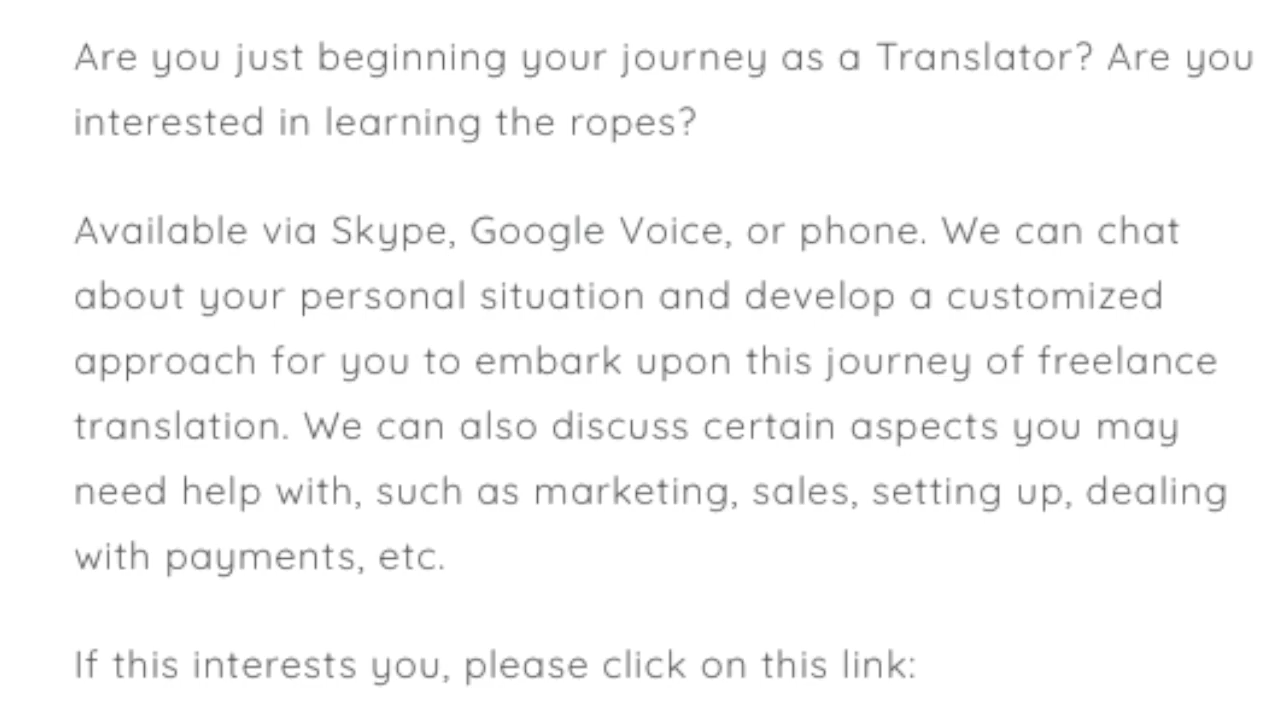 Are you just beginning your journey as a Translator? Are you
interested in learning the ropes?
Available via Skype, Google Voice, or phone. We can chat
about your personal situation and develop a customized
approach for you to embark upon this journey of freelance
translation. We can also discuss certain aspects you may
need help with, such as marketing, sales, setting up, dealing
with payments, etc.
If this interests you, please click on this link: